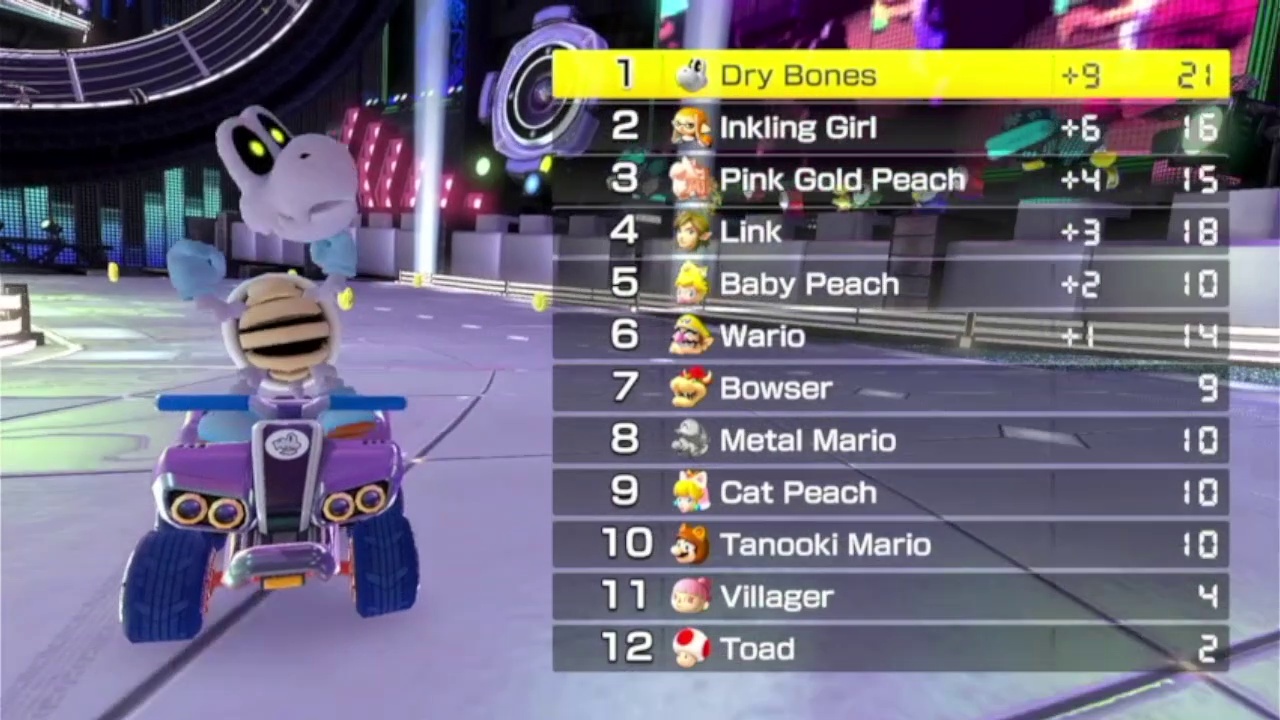 1 Dry Bones +9 21
2 Inkling Girl +6 16
3 Pink Gold Peach +4 15
4 Link +3 18
5 Baby Peach +2 10
6 Wario +1 14
7 Bowser 9
8 Metal Mario 10
9 Cat Peach 10
10 Tanooki Mario 10
11 Villager 4
12 Toad 2